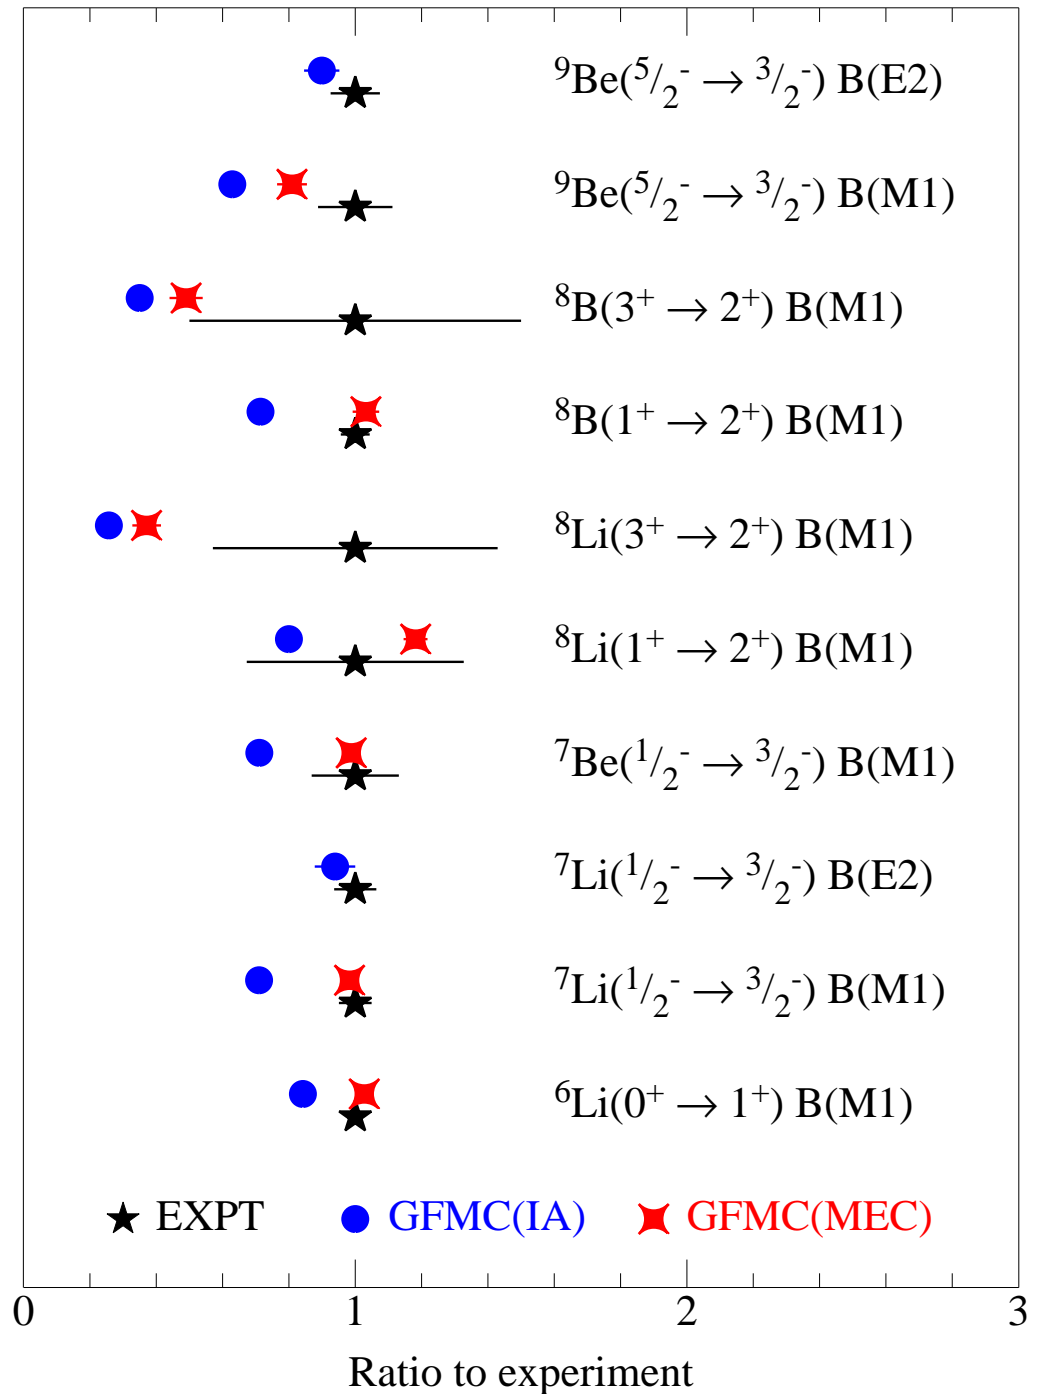 ⁹Be(⁵/₂⁻ → ³/₂⁻) B(E2)
⁹Be(⁵/₂⁻ → ³/₂⁻) B(M1)
⁸B(3⁺ → 2⁺) B(M1)
⁸B(1⁺ → 2⁺) B(M1)
⁸Li(3⁺ → 2⁺) B(M1)
⁸Li(1⁺ → 2⁺) B(M1)
⁷Be(¹/₂⁻ → ³/₂⁻) B(M1)
⁷Li(¹/₂⁻ → ³/₂⁻) B(E2)
⁷Li(¹/₂⁻ → ³/₂⁻) B(M1)
⁶Li(0⁺ → 1⁺) B(M1)
EXPT GFMC(IA) GFMC(MEC)
0 1 2 3
Ratio to experiment